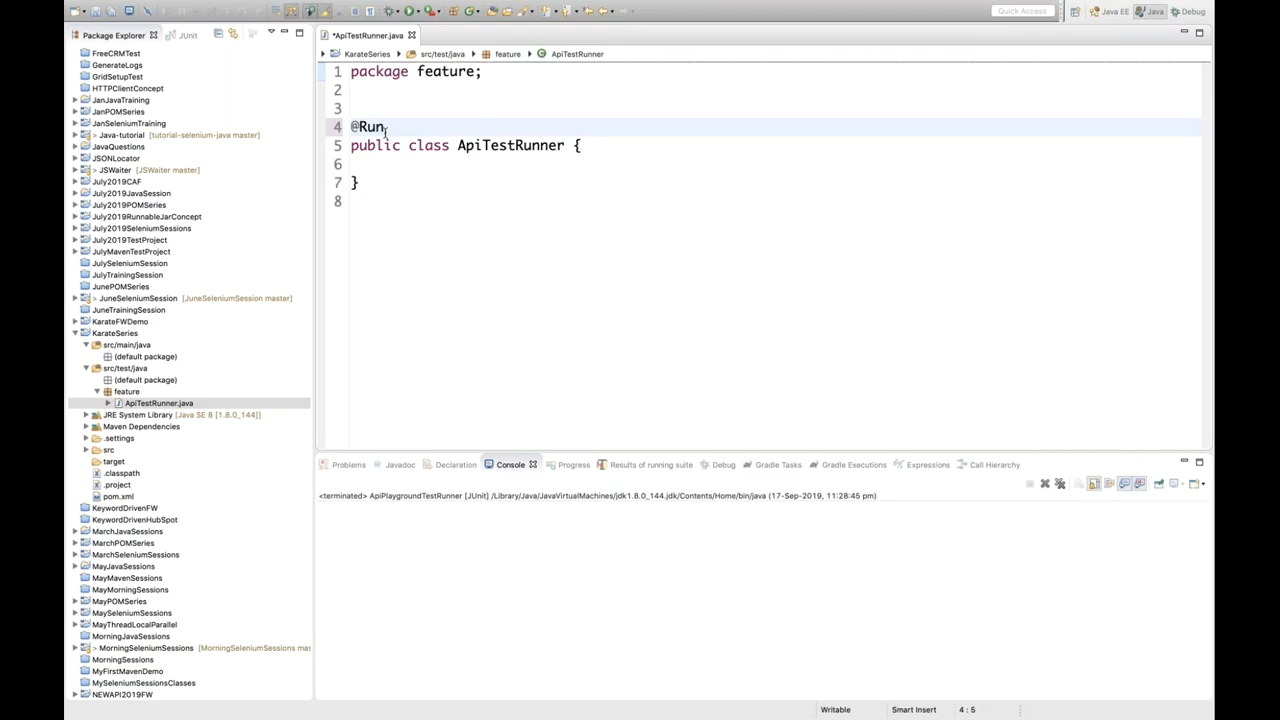 Quick Access
Java EE
Java
Debug
Package Explorer
JUnit
FreeCRMTest
GenerateLogs
GridSetupTest
HTTPClientConcept
JanJavaTraining
JanPOMSeries
JanSeleniumTraining
> Java-tutorial [tutorial-selenium-java master]
JavaQuestions
JSONLocator
> JSWaiter [JSWaiter master]
July2019CAF
July2019JavaSession
July2019POMSeries
July2019RunnableJarConcept
July2019SeleniumSessions
July2019TestProject
JulyMavenTestProject
JulySeleniumSession
JulyTrainingSession
JunePOMSeries
> JuneSeleniumSession [JuneSeleniumSession master]
JuneTrainingSession
KarateFWDemo
KarateSeries
src/main/java
(default package)
src/test/java
(default package)
feature
ApiTestRunner.java
JRE System Library [Java SE 8 [1.8.0_144]]
Maven Dependencies
.settings
src
target
.classpath
.project
pom.xml
KeywordDrivenFW
KeywordDrivenHubSpot
MarchJavaSessions
MarchPOMSeries
MarchSeleniumSessions
MayJavaSessions
MayMavenSessions
MayMorningSessions
MayPOMSeries
MaySeleniumSessions
MayThreadLocalParallel
MorningJavaSessions
> MorningSeleniumSessions [MorningSeleniumSessions mas
MorningSessions
MyFirstMavenDemo
MySeleniumSessionsClasses
NEWAPI2019FW
*ApiTestRunner.java
KarateSeries
src/test/java
feature
ApiTestRunner
1 package feature;
2
3
4 @Run
5 public class ApiTestRunner {
6
7 }
8
Problems
Javadoc
Declaration
Console
Progress
Results of running suite
Debug
Gradle Tasks
Gradle Executions
Expressions
Call Hierarchy
<terminated> ApiPlaygroundTestRunner [JUnit] /Library/Java/JavaVirtualMachines/jdk1.8.0_144.jdk/Contents/Home/bin/java (17-Sep-2019, 11:28:45 pm)
Writable
Smart Insert
4 : 5